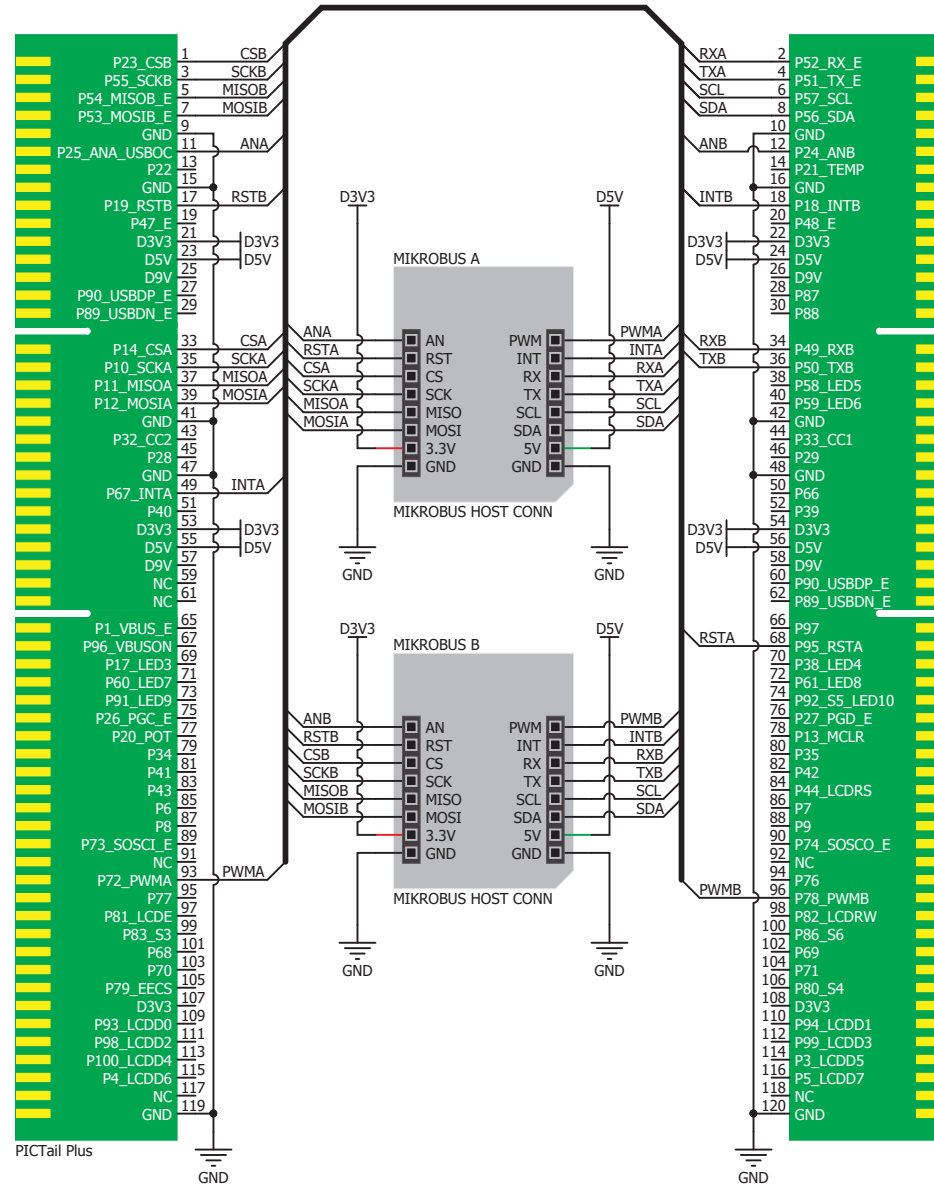 P23_CSB 1 CSB
P55_SCKB 3 SCKB
P54_MISOB_E 5 MISOB
P53_MOSIB_E 7 MOSIB
GND 9
P25_ANA_USBOC 11 ANA
P22 13
GND 15
P19_RSTB 17 RSTB
P47_E 19
D3V3 21 D3V3
D5V 23 D5V
D9V 25
P90_USBDP_E 27
P89_USBDN_E 29
P14_CSA 33 CSA
P10_SCKA 35 SCKA
P11_MISOA 37 MISOA
P12_MOSIA 39 MOSIA
GND 41
P32_CC2 43
P28 45
GND 47
P67_INTA 49 INTA
P40 51
D3V3 53 D3V3
D5V 55 D5V
D9V 57
NC 59
NC 61
P1_VBUS_E 65
P96_VBUSON 67
P17_LED3 69
P60_LED7 71
P91_LED9 73
P26_PGC_E 75
P20_POT 77
P34 79
P41 81
P43 83
P6 85
P8 87
P73_SOSCI_E 89
NC 91
P72_PWMA 93 PWMA
P77 95
P81_LCDE 97
P83_S3 99
P68 101
P70 103
P79_EECS 105
D3V3 107
P93_LCDD0 109
P98_LCDD2 111
P100_LCDD4 113
P4_LCDD6 115
NC 117
GND 119
PICTail Plus
GND
D3V3 D5V
MIKROBUS A
ANA AN PWM PWMA
RSTA RST INT INTA
CSA CS RX RXA
SCKA SCK TX TXA
MISOA MISO SCL SCL
MOSIA MOSI SDA SDA
3.3V 5V
GND GND
MIKROBUS HOST CONN
GND GND
D3V3 D5V
MIKROBUS B
ANB AN PWM PWMB
RSTB RST INT INTB
CSB CS RX RXB
SCKB SCK TX TXB
MISOB MISO SCL SCL
MOSIB MOSI SDA SDA
3.3V 5V
GND GND
MIKROBUS HOST CONN
GND GND
RXA 2 P52_RX_E
TXA 4 P51_TX_E
SCL 6 P57_SCL
SDA 8 P56_SDA
10 GND
ANB 12 P24_ANB
14 P21_TEMP
16 GND
INTB 18 P18_INTB
20 P48_E
D3V3 22 D3V3
D5V 24 D5V
26 D9V
28 P87
30 P88
RXB 34 P49_RXB
TXB 36 P50_TXB
38 P58_LED5
40 P59_LED6
42 GND
44 P33_CC1
46 P29
48 GND
50 P66
52 P39
D3V3 54 D3V3
D5V 56 D5V
58 D9V
60 P90_USBDP_E
62 P89_USBDN_E
66 P97
RSTA 68 P95_RSTA
70 P38_LED4
72 P61_LED8
74 P92_S5_LED10
76 P27_PGD_E
78 P13_MCLR
80 P35
82 P42
84 P44_LCDRS
86 P7
88 P9
90 P74_SOSCO_E
92 NC
94 P76
PWMB 96 P78_PWMB
98 P82_LCDRW
100 P86_S6
102 P69
104 P71
106 P80_S4
108 D3V3
110 P94_LCDD1
112 P99_LCDD3
114 P3_LCDD5
116 P5_LCDD7
118 NC
120 GND
GND